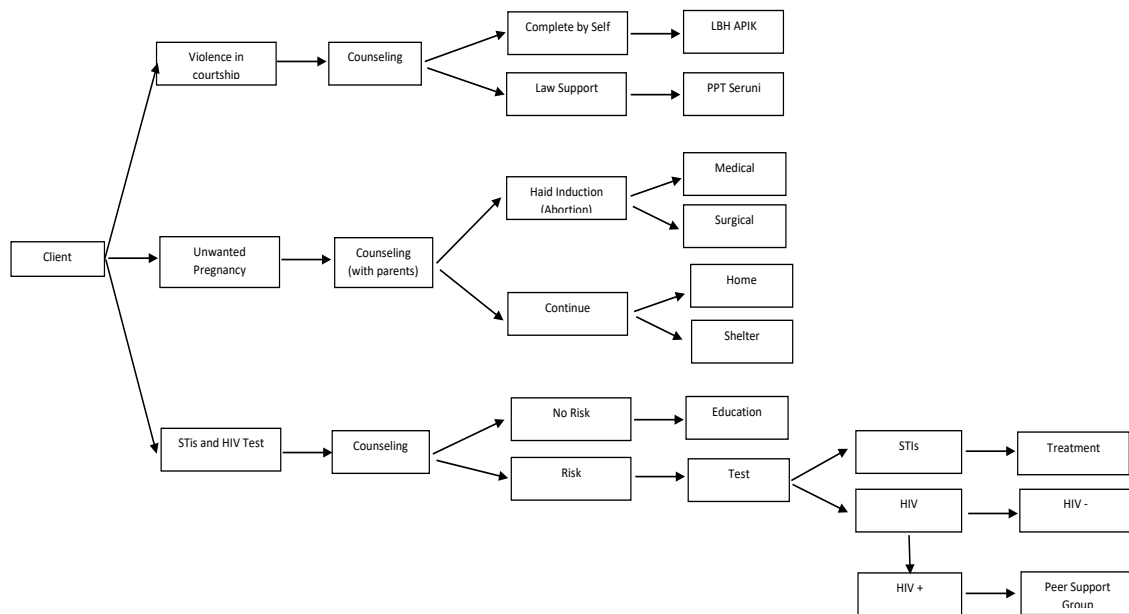 Complete by Self
LBH APIK
Violence in
courtship
Counseling
Law Support
PPT Seruni
Medical
Haid Induction
(Abortion)
Surgical
Client
Unwanted
Pregnancy
Counseling
(with parents)
Home
Continue
Shelter
No Risk
Education
STis and HIV Test
Counseling
STIs
Treatment
Risk
Test
HIV
HIV -
HIV +
Peer Support
Group